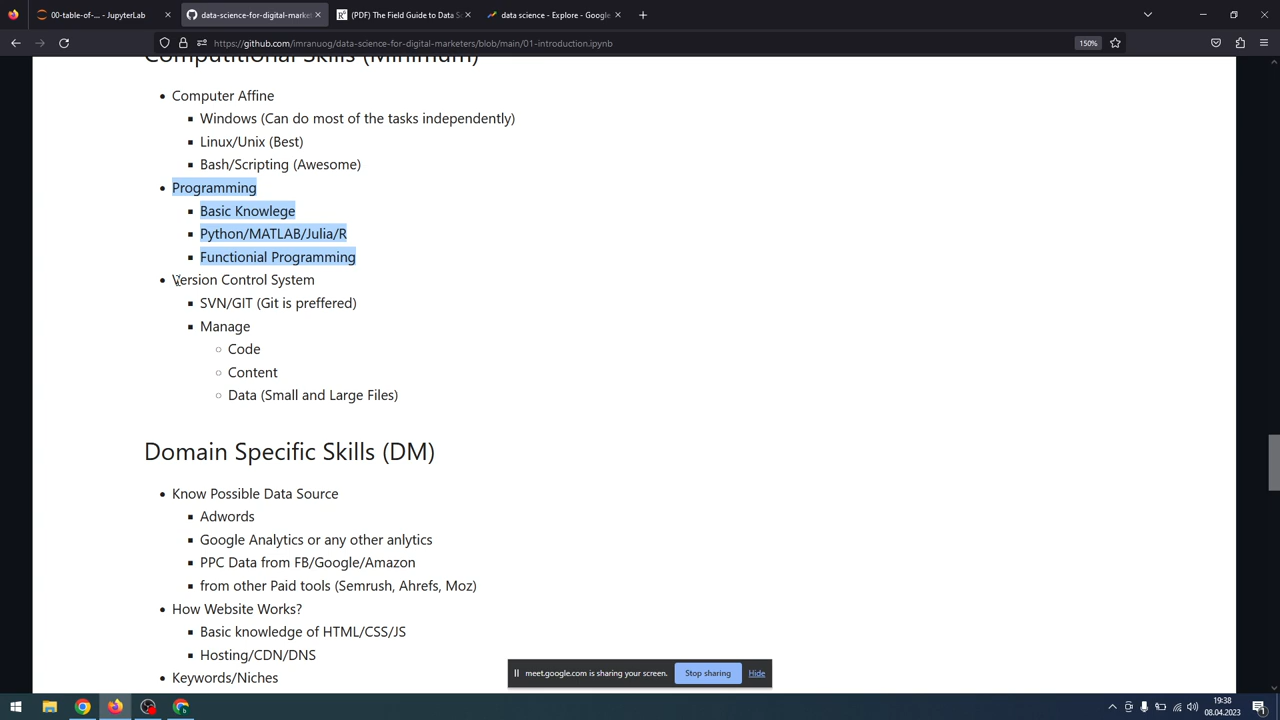 00-table-of-... - JupyterLab
data-science-for-digital-market
(PDF) The Field Guide to Data Sc
data science - Explore - Google
https://github.com/imranuog/data-science-for-digital-marketers/blob/main/01-introduction.ipynb
150%
Computitional Skills (Minimum)
Computer Affine
Windows (Can do most of the tasks independently)
Linux/Unix (Best)
Bash/Scripting (Awesome)
Programming
Basic Knowlege
Python/MATLAB/Julia/R
Functionial Programming
Version Control System
SVN/GIT (Git is preffered)
Manage
Code
Content
Data (Small and Large Files)
Domain Specific Skills (DM)
Know Possible Data Source
Adwords
Google Analytics or any other anlytics
PPC Data from FB/Google/Amazon
from other Paid tools (Semrush, Ahrefs, Moz)
How Website Works?
Basic knowledge of HTML/CSS/JS
Hosting/CDN/DNS
Keywords/Niches
meet.google.com is sharing your screen.
Stop sharing
Hide
19:38
08.04.2023